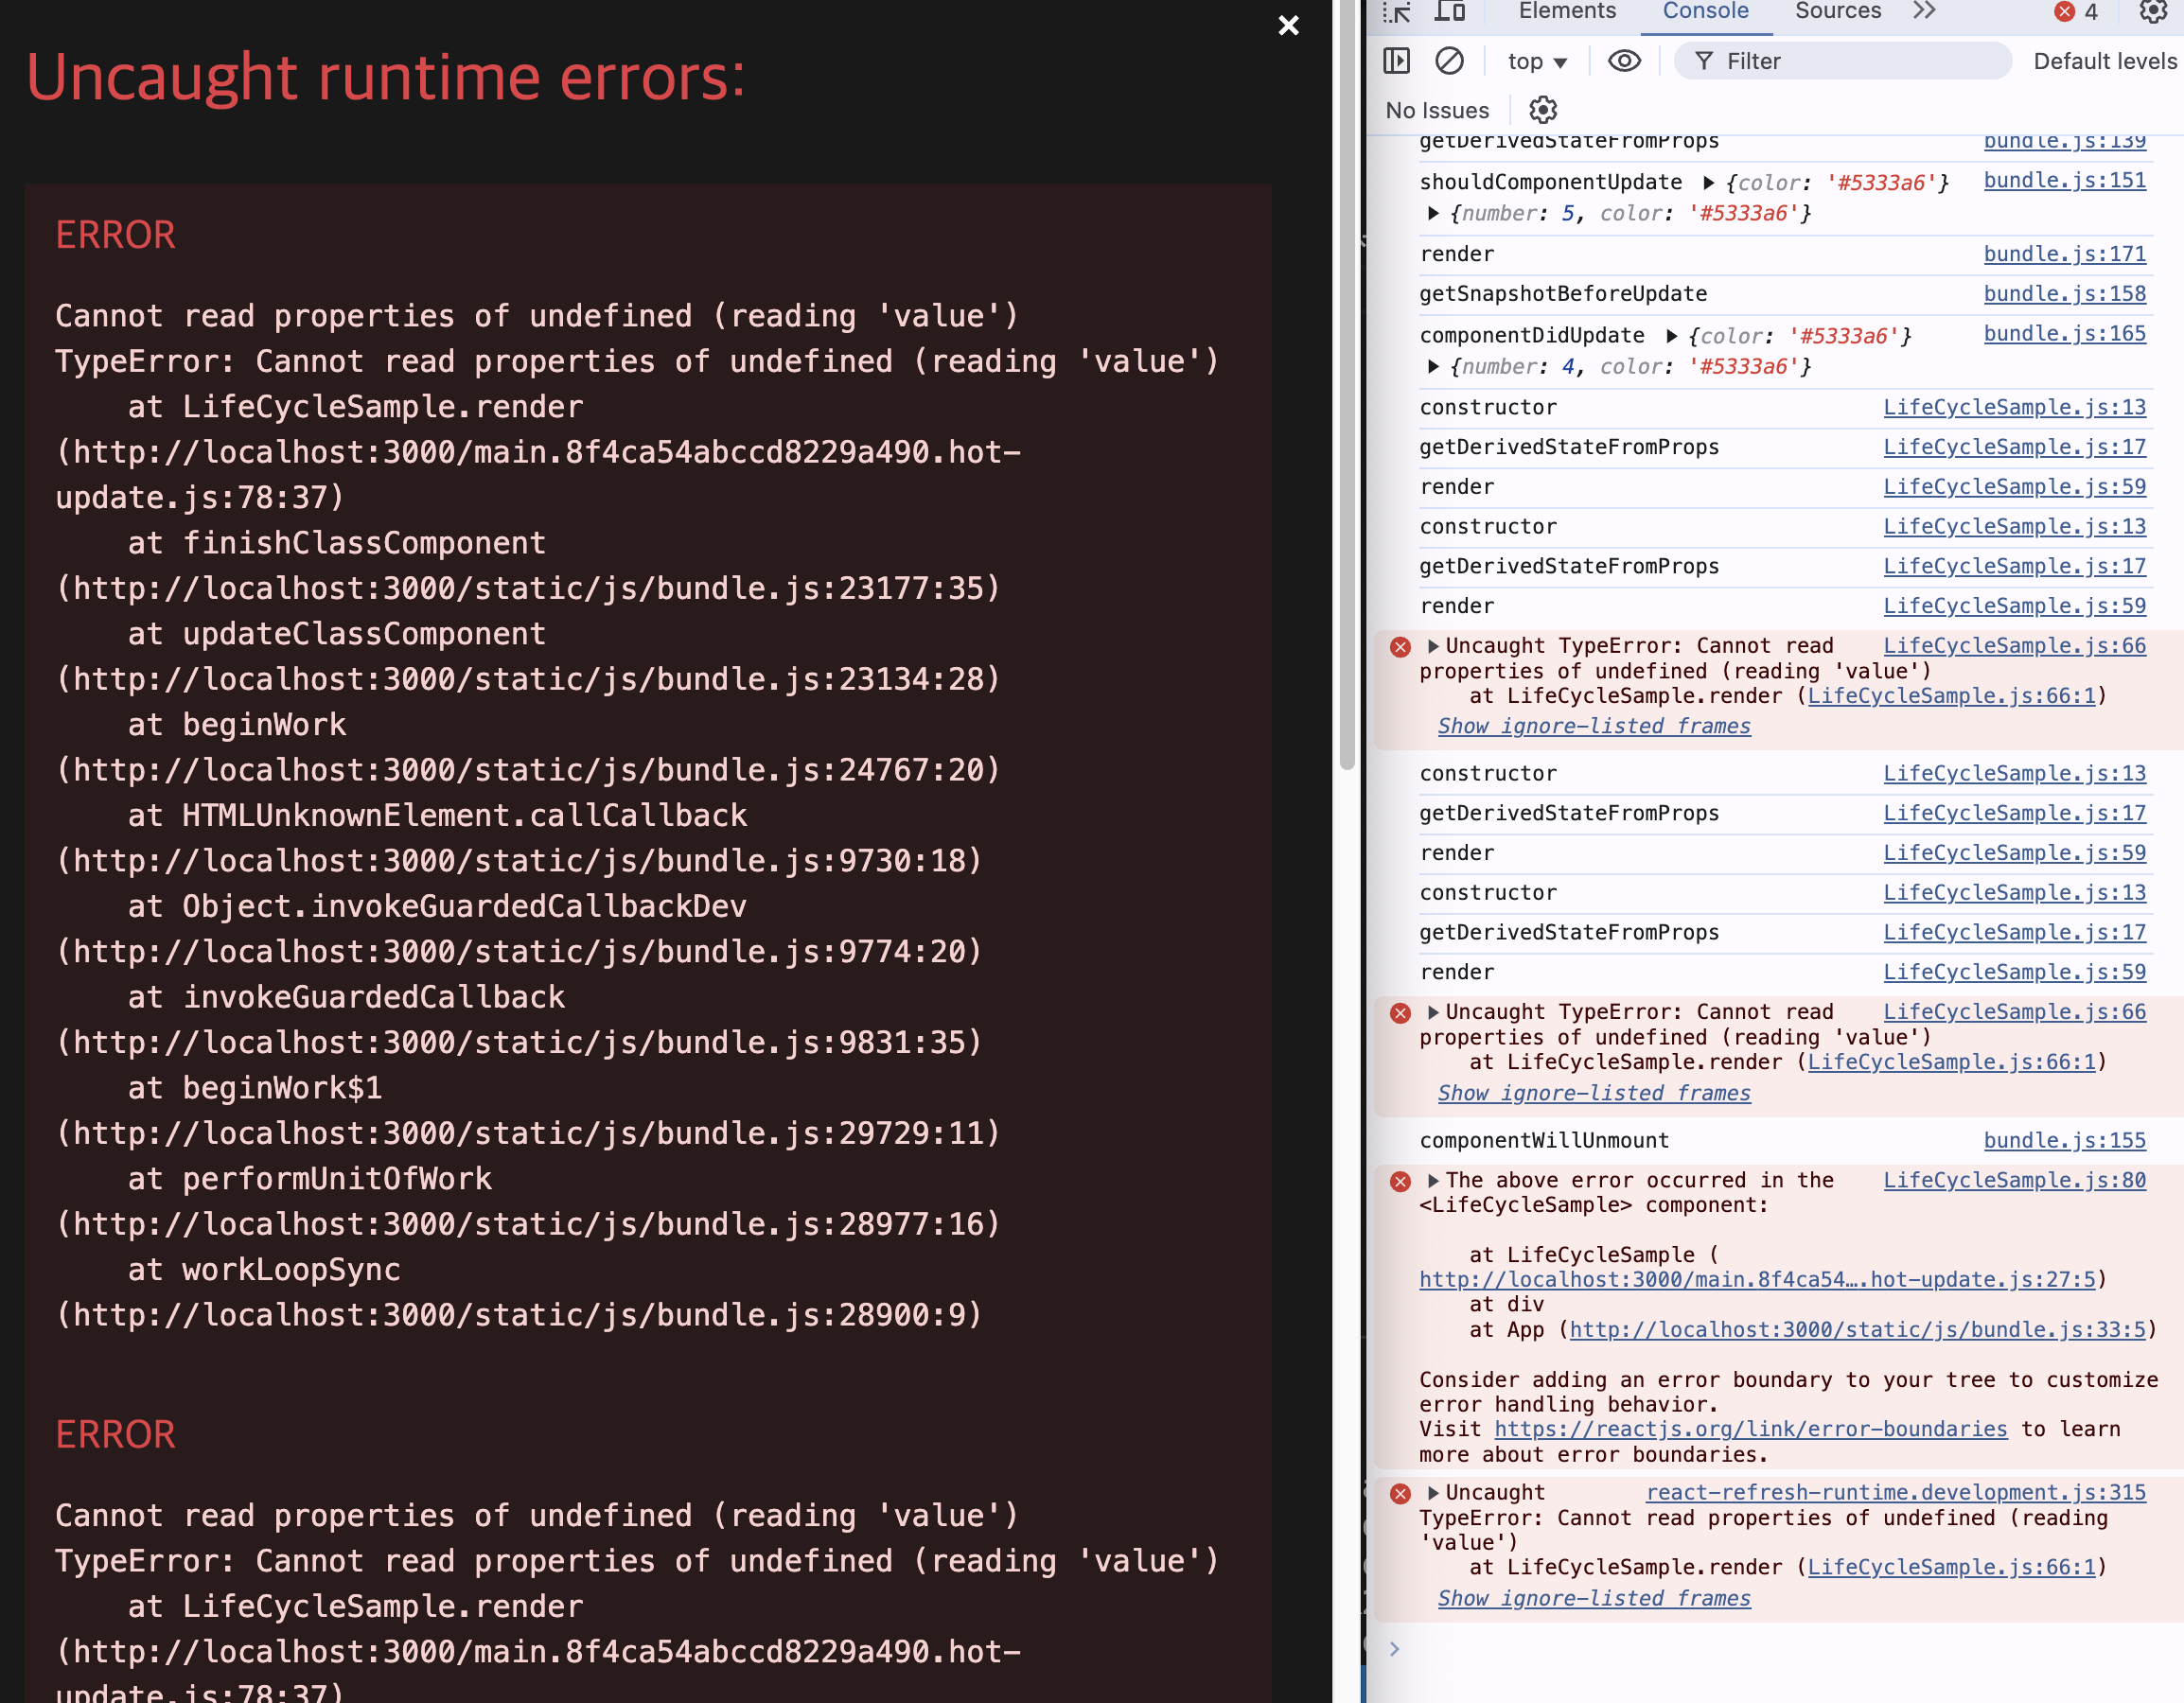 Uncaught runtime errors:
ERROR
Cannot read properties of undefined (reading 'value')
TypeError: Cannot read properties of undefined (reading 'value')
    at LifeCycleSample.render
(http://localhost:3000/main.8f4ca54abccd8229a490.hot-
update.js:78:37)
    at finishClassComponent
(http://localhost:3000/static/js/bundle.js:23177:35)
    at updateClassComponent
(http://localhost:3000/static/js/bundle.js:23134:28)
    at beginWork
(http://localhost:3000/static/js/bundle.js:24767:20)
    at HTMLUnknownElement.callCallback
(http://localhost:3000/static/js/bundle.js:9730:18)
    at Object.invokeGuardedCallbackDev
(http://localhost:3000/static/js/bundle.js:9774:20)
    at invokeGuardedCallback
(http://localhost:3000/static/js/bundle.js:9831:35)
    at beginWork$1
(http://localhost:3000/static/js/bundle.js:29729:11)
    at performUnitOfWork
(http://localhost:3000/static/js/bundle.js:28977:16)
    at workLoopSync
(http://localhost:3000/static/js/bundle.js:28900:9)
ERROR
Cannot read properties of undefined (reading 'value')
TypeError: Cannot read properties of undefined (reading 'value')
    at LifeCycleSample.render
(http://localhost:3000/main.8f4ca54abccd8229a490.hot-
update.js:78:37)
Elements Console Sources 4
top Filter Default levels
No Issues
getDerivedStateFromProps bundle.js:139
shouldComponentUpdate {color: '#5333a6'} bundle.js:151
{number: 5, color: '#5333a6'}
render bundle.js:171
getSnapshotBeforeUpdate bundle.js:158
componentDidUpdate {color: '#5333a6'} bundle.js:165
{number: 4, color: '#5333a6'}
constructor LifeCycleSample.js:13
getDerivedStateFromProps LifeCycleSample.js:17
render LifeCycleSample.js:59
constructor LifeCycleSample.js:13
getDerivedStateFromProps LifeCycleSample.js:17
render LifeCycleSample.js:59
Uncaught TypeError: Cannot read LifeCycleSample.js:66
properties of undefined (reading 'value')
    at LifeCycleSample.render (LifeCycleSample.js:66:1)
Show ignore-listed frames
constructor LifeCycleSample.js:13
getDerivedStateFromProps LifeCycleSample.js:17
render LifeCycleSample.js:59
constructor LifeCycleSample.js:13
getDerivedStateFromProps LifeCycleSample.js:17
render LifeCycleSample.js:59
Uncaught TypeError: Cannot read LifeCycleSample.js:66
properties of undefined (reading 'value')
    at LifeCycleSample.render (LifeCycleSample.js:66:1)
Show ignore-listed frames
componentWillUnmount bundle.js:155
The above error occurred in the LifeCycleSample.js:80
<LifeCycleSample> component:
    at LifeCycleSample (
http://localhost:3000/main.8f4ca54….hot-update.js:27:5)
    at div
    at App (http://localhost:3000/static/js/bundle.js:33:5)
Consider adding an error boundary to your tree to customize
error handling behavior.
Visit https://reactjs.org/link/error-boundaries to learn
more about error boundaries.
Uncaught react-refresh-runtime.development.js:315
TypeError: Cannot read properties of undefined (reading
'value')
    at LifeCycleSample.render (LifeCycleSample.js:66:1)
Show ignore-listed frames